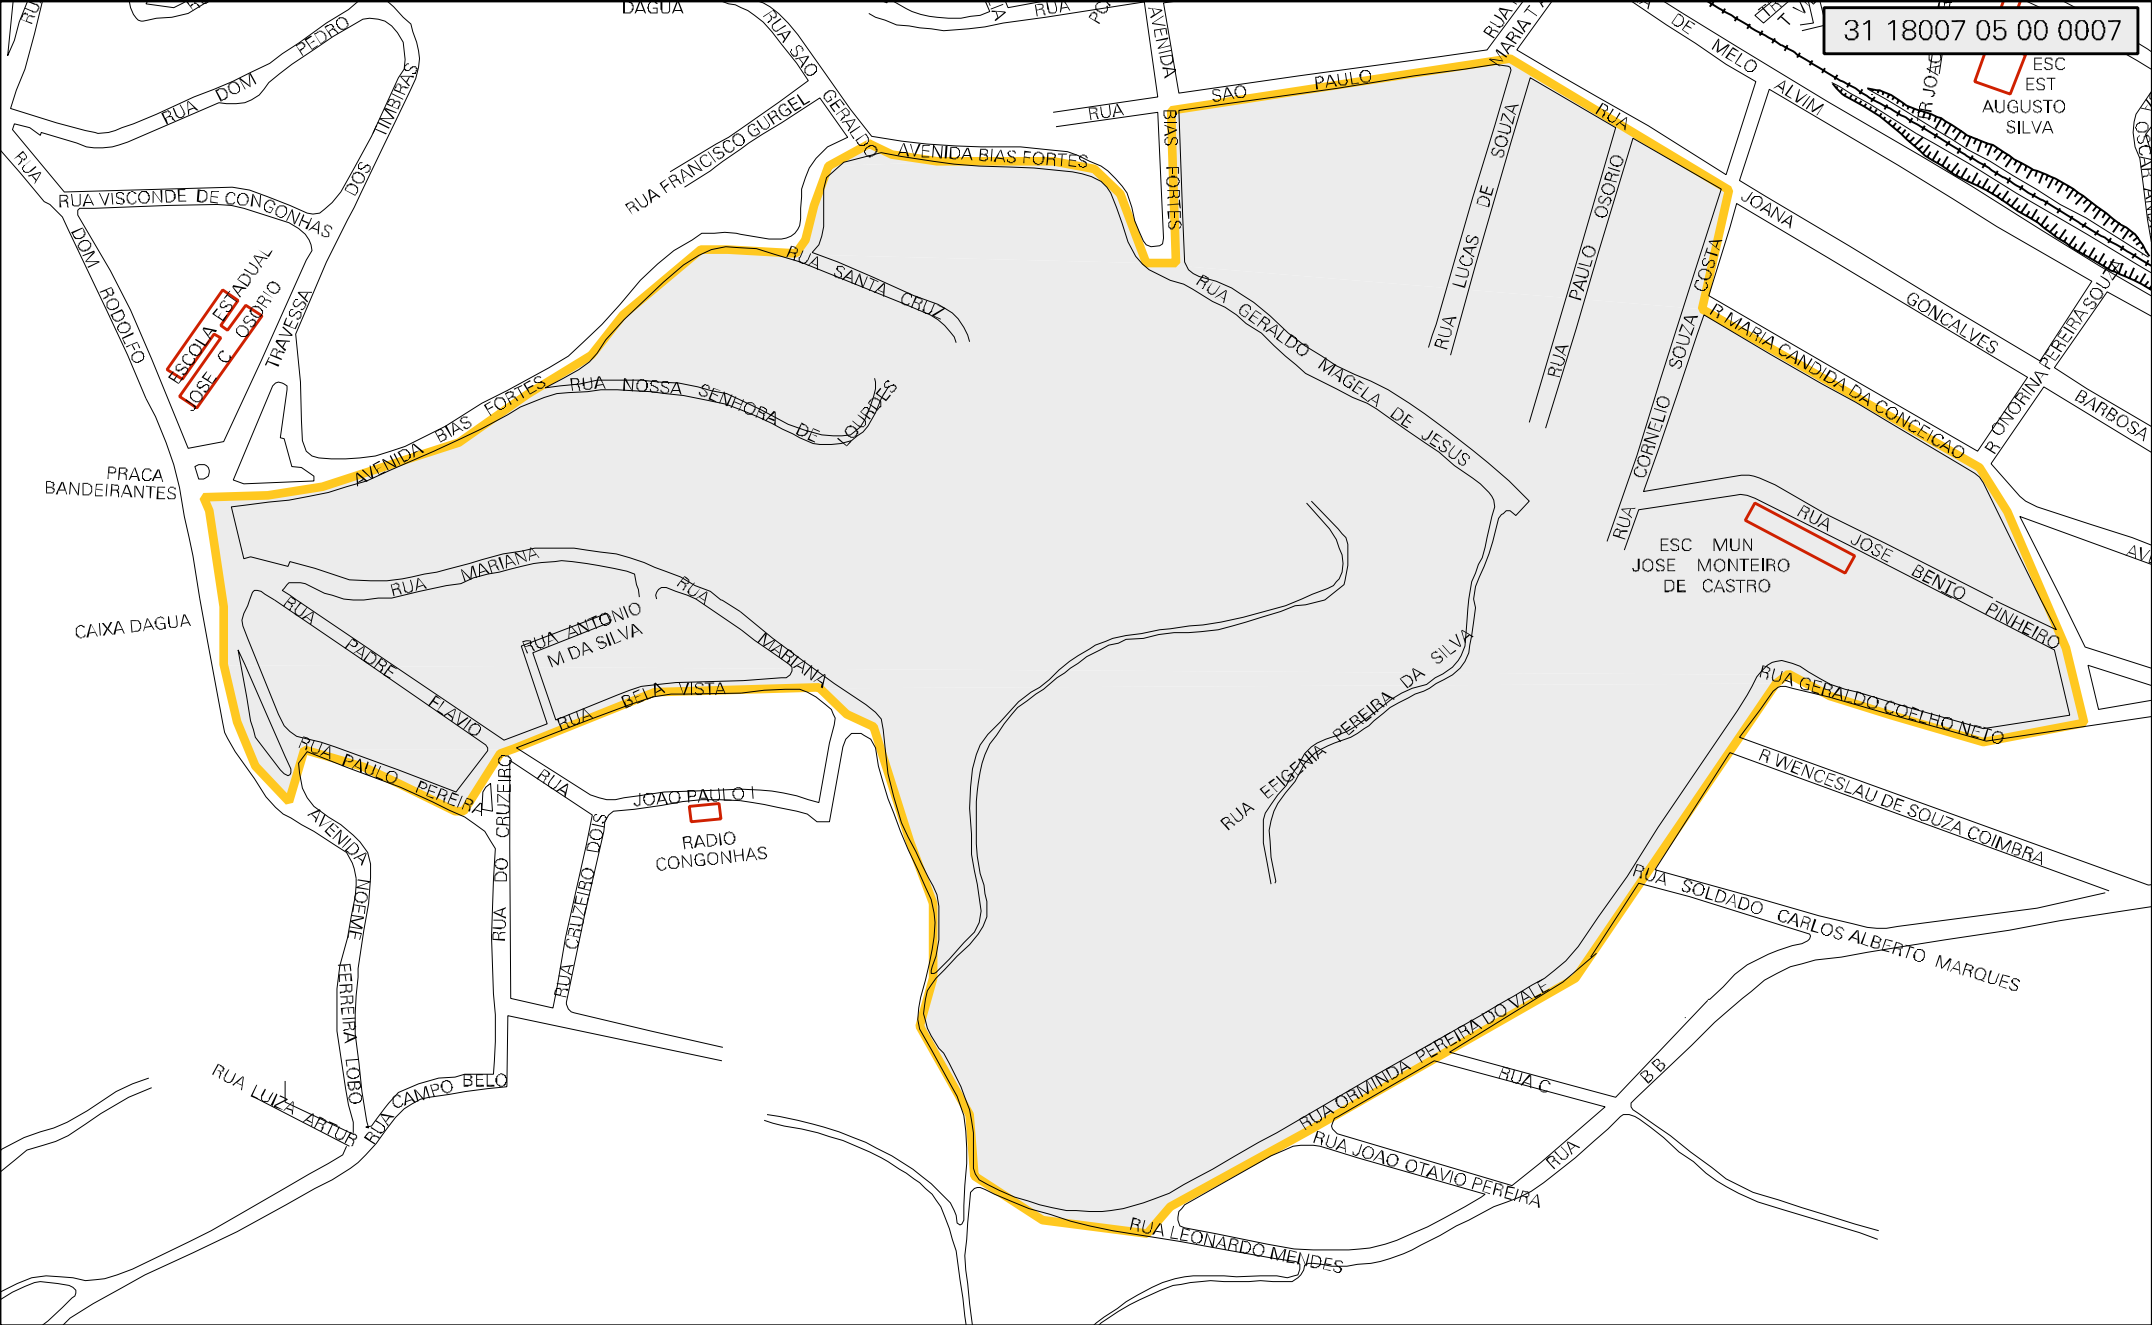 31 18007 05 00 0007
DAGUA
RUA
RUA
AVENIDA
DE MELO
ALVIM
ESC
EST
AUGUSTO
SILVA
RUA DOM PEDRO
TRAVESSA DOS TIMBIRAS
RUA SAO GERALDO
RUA FRANCISCO GURGEL
AVENIDA BIAS FORTES
BIAS FORTES
RUA SAO PAULO
RUA
JOANA
GONCALVES
BARBOSA
RUA LUCAS DE SOUZA
RUA PAULO OSORIO
RUA CORNELIO SOUZA COSTA
R MARIA CANDIDA DA CONCEICAO
R ONORINA PEREIRA SOUZA
RUA VISCONDE DE CONGONHAS
RUA
DOM RODOLFO
ESCOLA ESTADUAL
JOSE C OSORIO
RUA SANTA CRUZ
RUA GERALDO MAGELA DE JESUS
RUA NOSSA SENHORA DE LOURDES
AVENIDA BIAS FORTES
PRACA
BANDEIRANTES
D
CAIXA DAGUA
RUA MARIANA
RUA MARIANA
RUA ANTONIO
M DA SILVA
RUA PADRE FLAVIO
RUA BELA VISTA
RUA PAULO PEREIRA
ESC MUN
JOSE MONTEIRO
DE CASTRO
RUA JOSE BENTO PINHEIRO
RUA EFIGENIA PEREIRA DA SILVA
RUA GERALDO COELHO NETO
R WENCESLAU DE SOUZA COIMBRA
RUA SOLDADO CARLOS ALBERTO MARQUES
RUA JOAO PAULO I
RADIO
CONGONHAS
RUA DO CRUZEIRO
RUA CRUZEIRO DOIS
AVENIDA NOEME FERREIRA LOBO
RUA LUIZA ARTUR
RUA CAMPO BELO
RUA ORMINDA PEREIRA DO VALE
RUA C
RUA B B
RUA JOAO OTAVIO PEREIRA
RUA LEONARDO MENDES